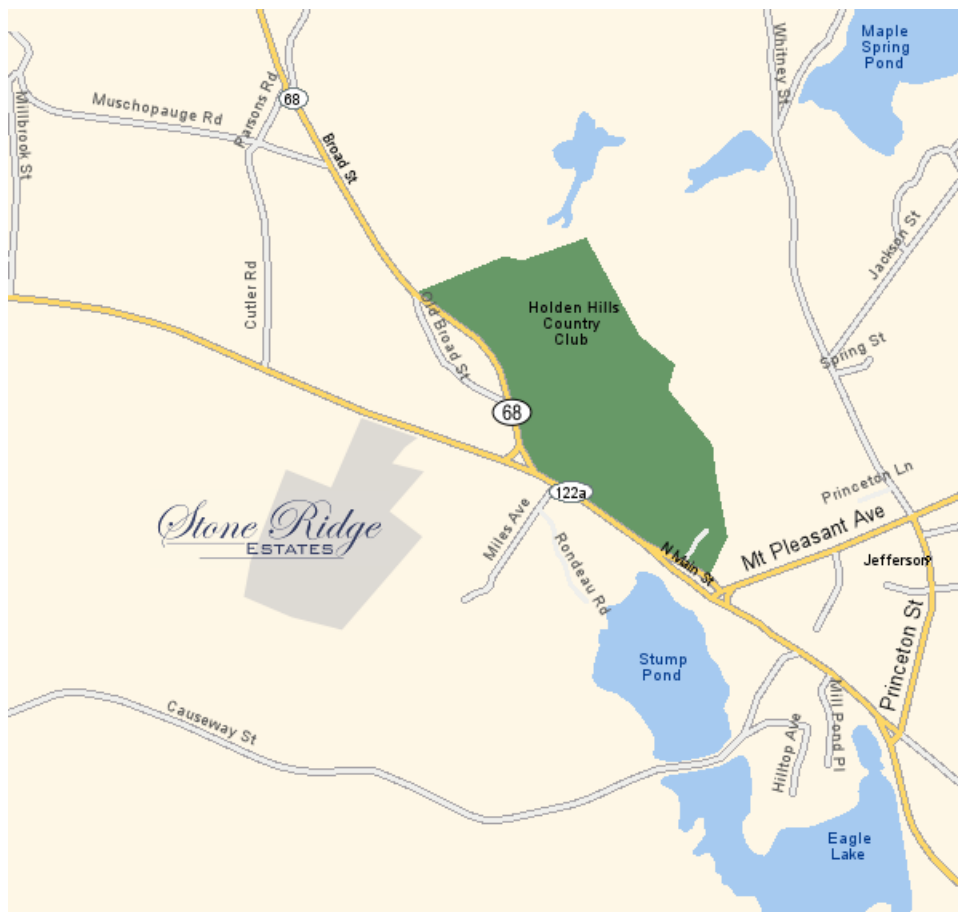 Maple
Spring
Pond
Whitney St
68
Parsons Rd
Muschopauge Rd
Millbrook St
Broad St
Jackson St
Cutler Rd
Old Broad St
Holden Hills
Country
Club
Spring St
68
Princeton Ln
122a
Stone Ridge
ESTATES
Miles Ave
Mt Pleasant Ave
N Main St
Jefferson
Rondeau Rd
Princeton St
Stump
Pond
Mill Pond Pl
Causeway St
Hilltop Ave
Eagle
Lake